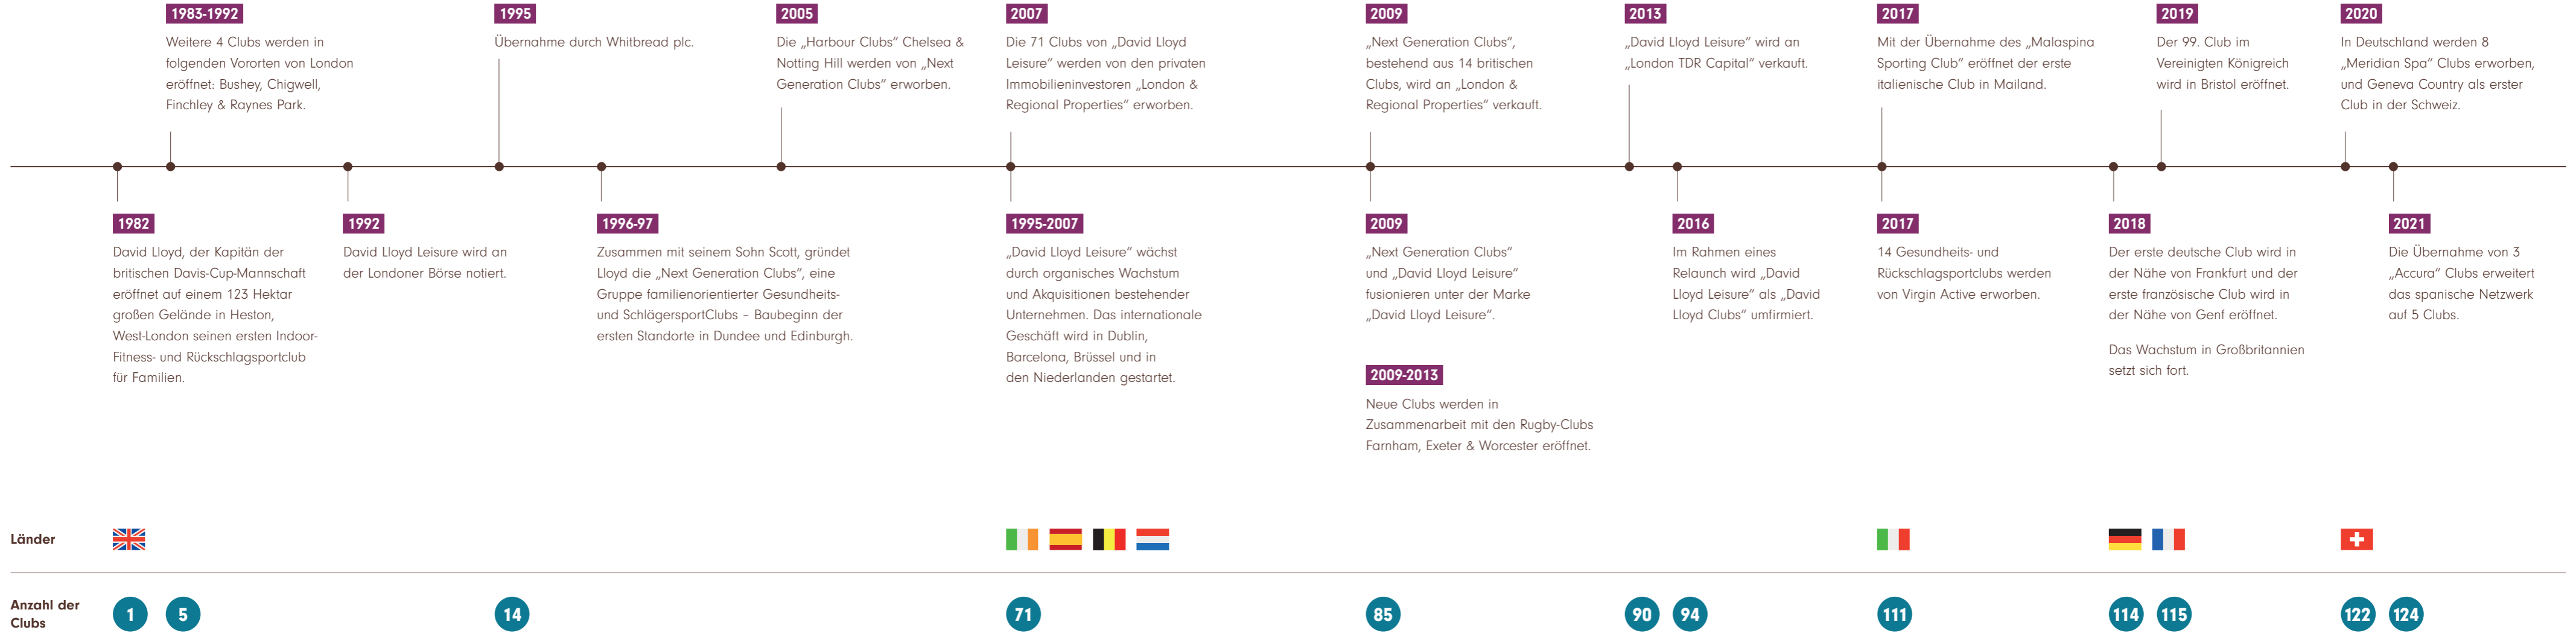 1983-1992
Weitere 4 Clubs werden in
folgenden Vororten von London
eröffnet: Bushey, Chigwell,
Finchley & Raynes Park.
1995
Übernahme durch Whitbread plc.
2005
Die „Harbour Clubs“ Chelsea &
Notting Hill werden von „Next
Generation Clubs“ erworben.
2007
Die 71 Clubs von „David Lloyd
Leisure“ werden von den privaten
Immobilieninvestoren „London &
Regional Properties“ erworben.
2009
„Next Generation Clubs“,
bestehend aus 14 britischen
Clubs, wird an „London &
Regional Properties“ verkauft.
2013
„David Lloyd Leisure“ wird an
„London TDR Capital“ verkauft.
2017
Mit der Übernahme des „Malaspina
Sporting Club“ eröffnet der erste
italienische Club in Mailand.
2019
Der 99. Club im
Vereinigten Königreich
wird in Bristol eröffnet.
2020
In Deutschland werden 8
„Meridian Spa“ Clubs erworben,
und Geneva Country als erster
Club in der Schweiz.
1982
David Lloyd, der Kapitän der
britischen Davis-Cup-Mannschaft
eröffnet auf einem 123 Hektar
großen Gelände in Heston,
West-London seinen ersten Indoor-
Fitness- und Rückschlagsportclub
für Familien.
1992
David Lloyd Leisure wird an
der Londoner Börse notiert.
1996-97
Zusammen mit seinem Sohn Scott, gründet
Lloyd die „Next Generation Clubs“, eine
Gruppe familienorientierter Gesundheits-
und SchlägersportClubs – Baubeginn der
ersten Standorte in Dundee und Edinburgh.
1995-2007
„David Lloyd Leisure“ wächst
durch organisches Wachstum
und Akquisitionen bestehender
Unternehmen. Das internationale
Geschäft wird in Dublin,
Barcelona, Brüssel und in
den Niederlanden gestartet.
2009
„Next Generation Clubs“
und „David Lloyd Leisure“
fusionieren unter der Marke
„David Lloyd Leisure“.
2009-2013
Neue Clubs werden in
Zusammenarbeit mit den Rugby-Clubs
Farnham, Exeter & Worcester eröffnet.
2016
Im Rahmen eines
Relaunch wird „David
Lloyd Leisure“ als „David
Lloyd Clubs“ umfirmiert.
2017
14 Gesundheits- und
Rückschlagsportclubs werden
von Virgin Active erworben.
2018
Der erste deutsche Club wird in
der Nähe von Frankfurt und der
erste französische Club wird in
der Nähe von Genf eröffnet.
Das Wachstum in Großbritannien
setzt sich fort.
2021
Die Übernahme von 3
„Accura“ Clubs erweitert
das spanische Netzwerk
auf 5 Clubs.
Länder
Anzahl der
Clubs
1 5 14 71 85 90 94 111 114 115 122 124